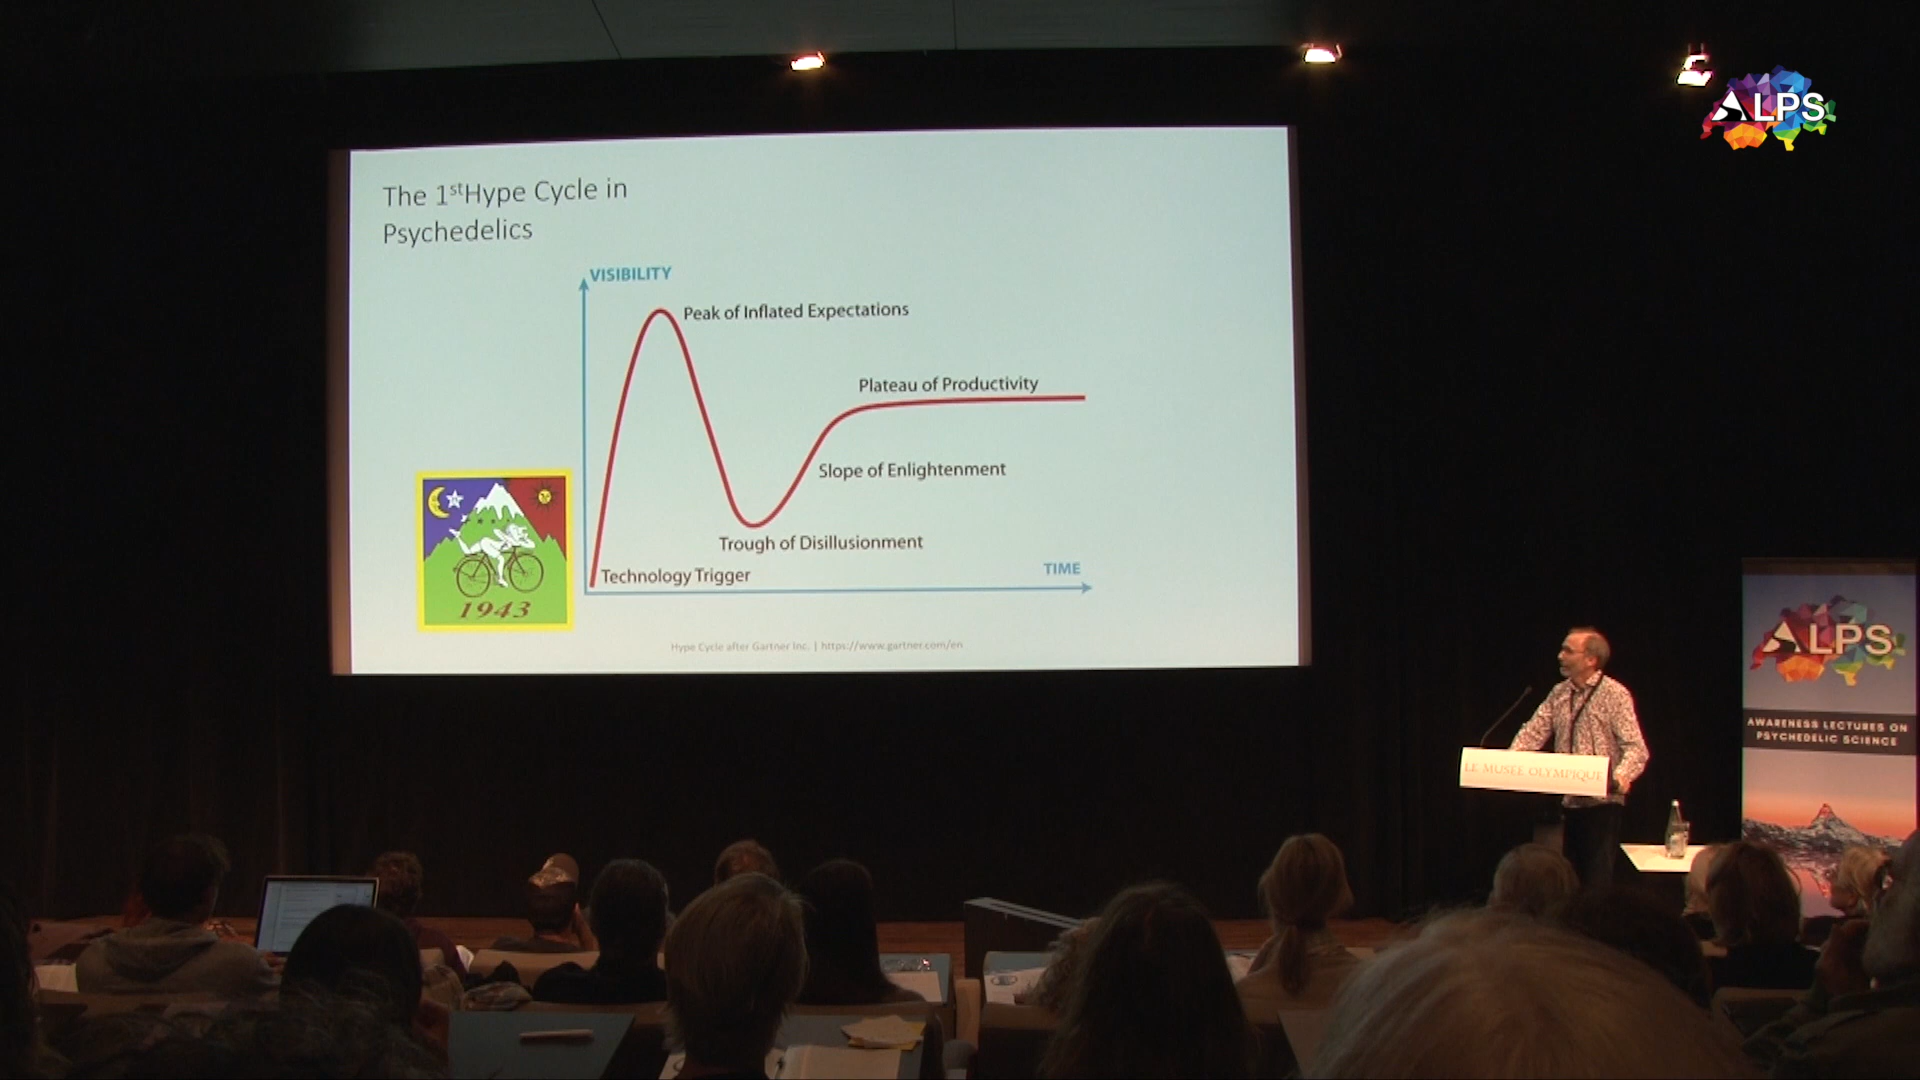 ALPS
The 1stHype Cycle in
Psychedelics
VISIBILITY
Peak of Inflated Expectations
Plateau of Productivity
Slope of Enlightenment
Trough of Disillusionment
Technology Trigger
TIME
1943
Hype Cycle after Gartner Inc. | https://www.gartner.com/en
ALPS
AWARENESS LECTURES ON
PSYCHEDELIC SCIENCE
LE MUSÉE OLYMPIQUE